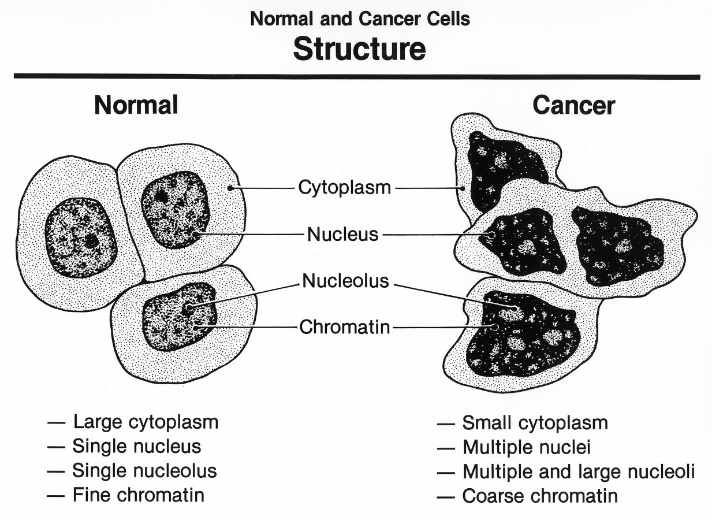 Normal and Cancer Cells
Structure
Normal
Cancer
Cytoplasm
Nucleus
Nucleolus
Chromatin
— Large cytoplasm
— Single nucleus
— Single nucleolus
— Fine chromatin
— Small cytoplasm
— Multiple nuclei
— Multiple and large nucleoli
— Coarse chromatin